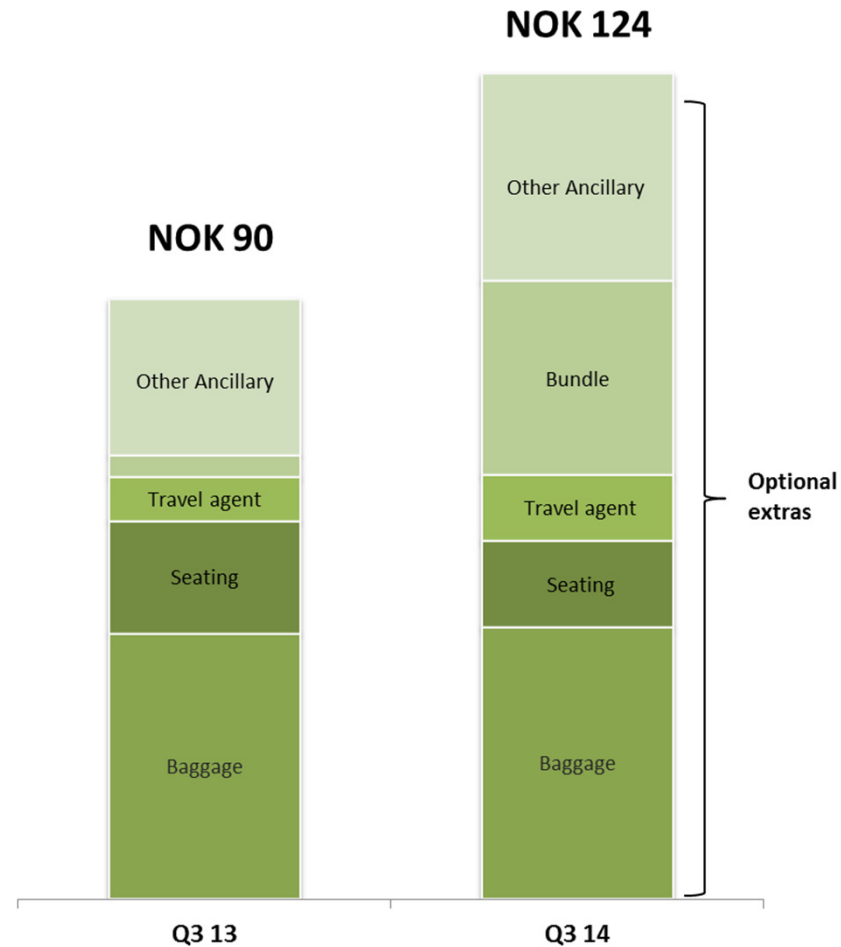 NOK 124
NOK 90
Other Ancillary
Travel agent
Seating
Baggage
Q3 13
Other Ancillary
Bundle
Travel agent
Seating
Baggage
Q3 14
Optional
extras